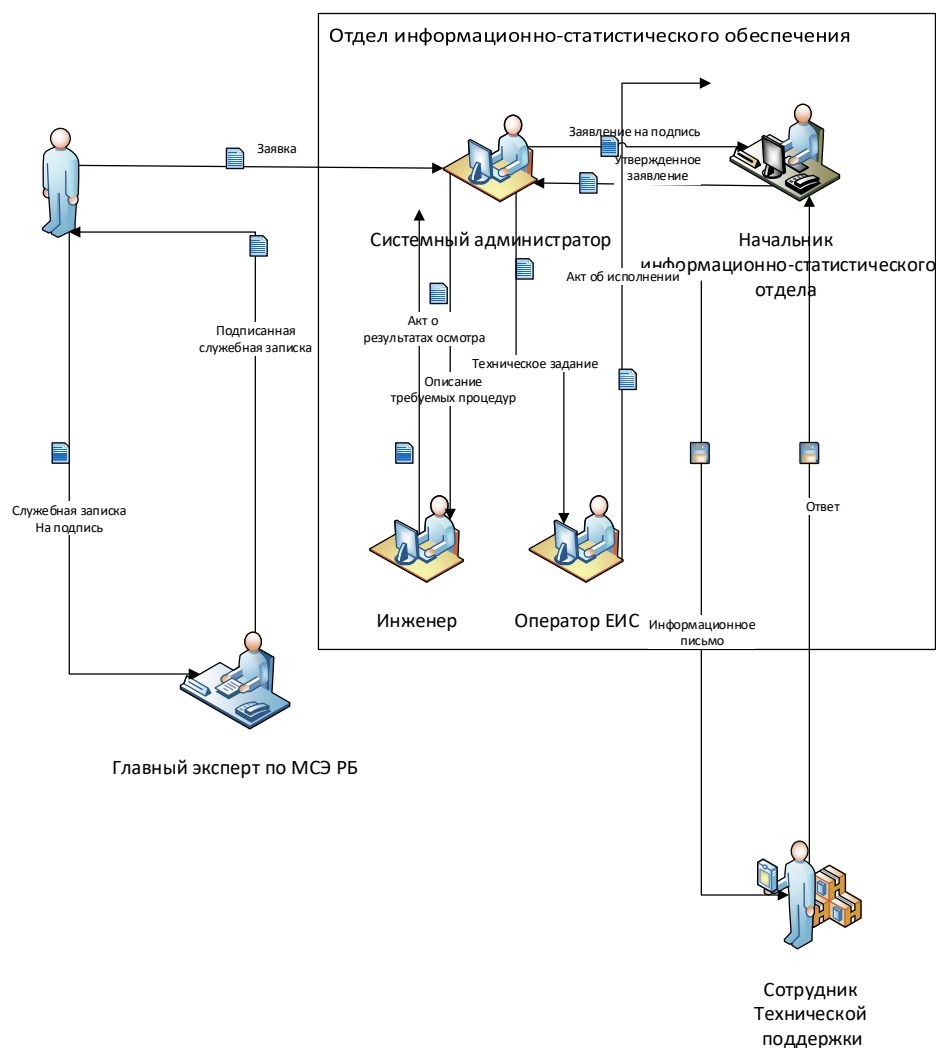 Отдел информационно-статистического обеспечения
Заявление на подпись
Заявка
Утвержденное
заявление
Системный администратор
Начальник
информационно-статистического
отдела
Акт об исполнении
Акт о
результатах осмотра
Подписанная
служебная записка
Техническое задание
Описание
требуемых процедур
Служебная записка
На подпись
Ответ
Инженер
Оператор ЕИС
Информационное
письмо
Главный эксперт по МСЭ РБ
Сотрудник
Технической
поддержки